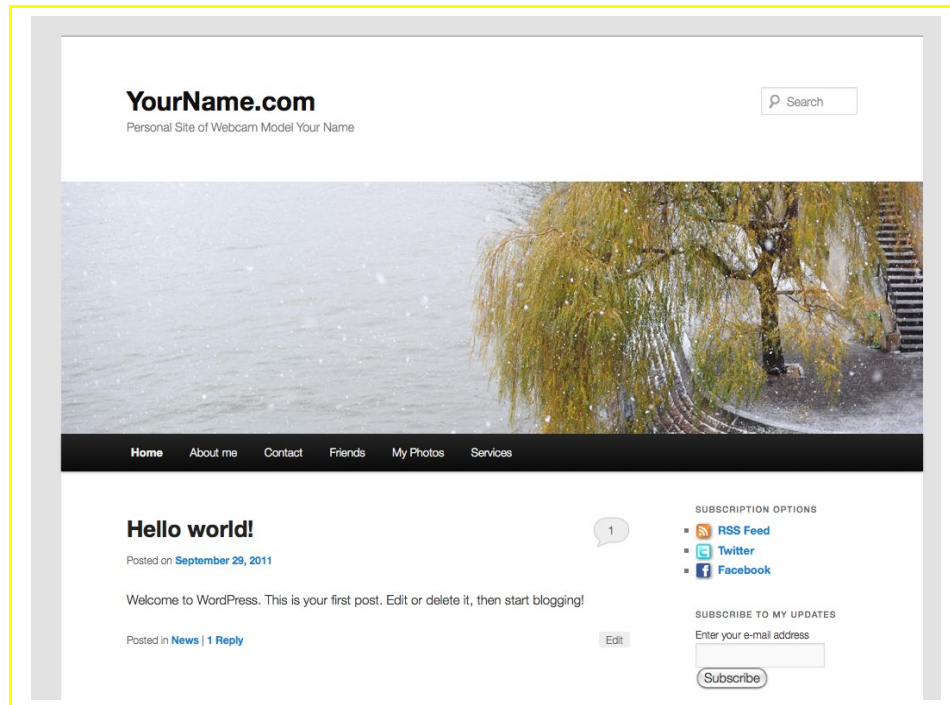 YourName.com
Search
Personal Site of Webcam Model Your Name
Home About me Contact Friends My Photos Services
Hello world!
1
Posted on September 29, 2011
Welcome to WordPress. This is your first post. Edit or delete it, then start blogging!
Posted in News | 1 Reply
Edit
SUBSCRIPTION OPTIONS
RSS Feed
Twitter
Facebook
SUBSCRIBE TO MY UPDATES
Enter your e-mail address
Subscribe